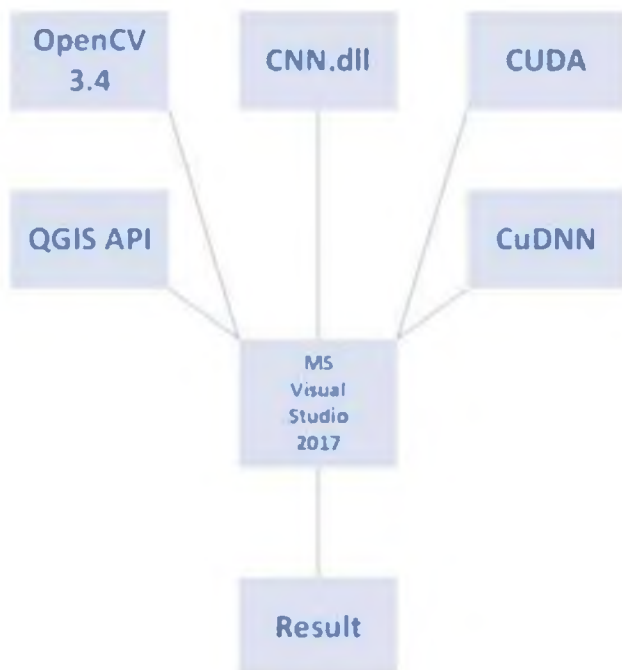 OpenCV
3.4
CNN.dll
CUDA
QGIS API
CuDNN
MS
Visual
Studio
2017
Result